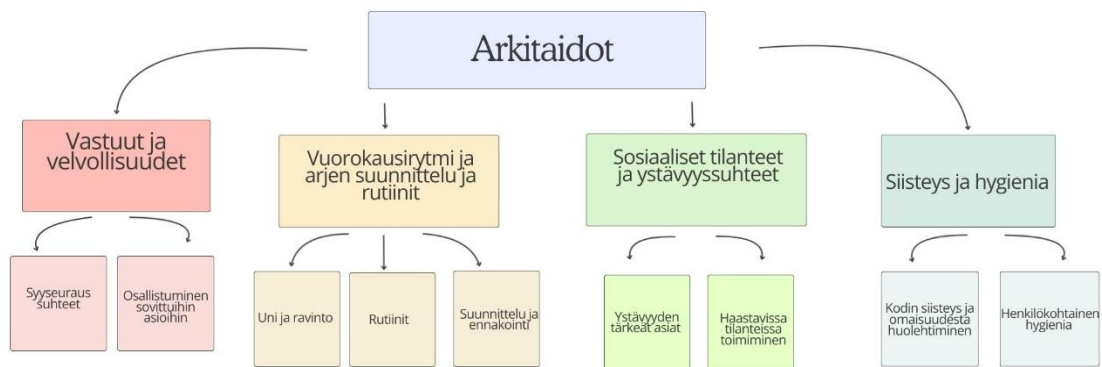 Arkitaidot
Vastuut ja
velvollisuudet
Vuorokausirytmi ja
arjen suunnittelu ja
rutiinit
Sosiaaliset tilanteet
ja ystävyyssuhteet
Siisteys ja hygienia
Syyseuraus
suhteet
Osallistuminen
sovittuihin
asioihin
Uni ja ravinto
Rutiinit
Suunnittelu ja
ennakointi
Ystävyyden
tärkeät asiat
Haastavissa
tilanteissa
toimiminen
Kodin siisteys ja
omaisuudesta
huolehtiminen
Henkilökohtainen
hygienia